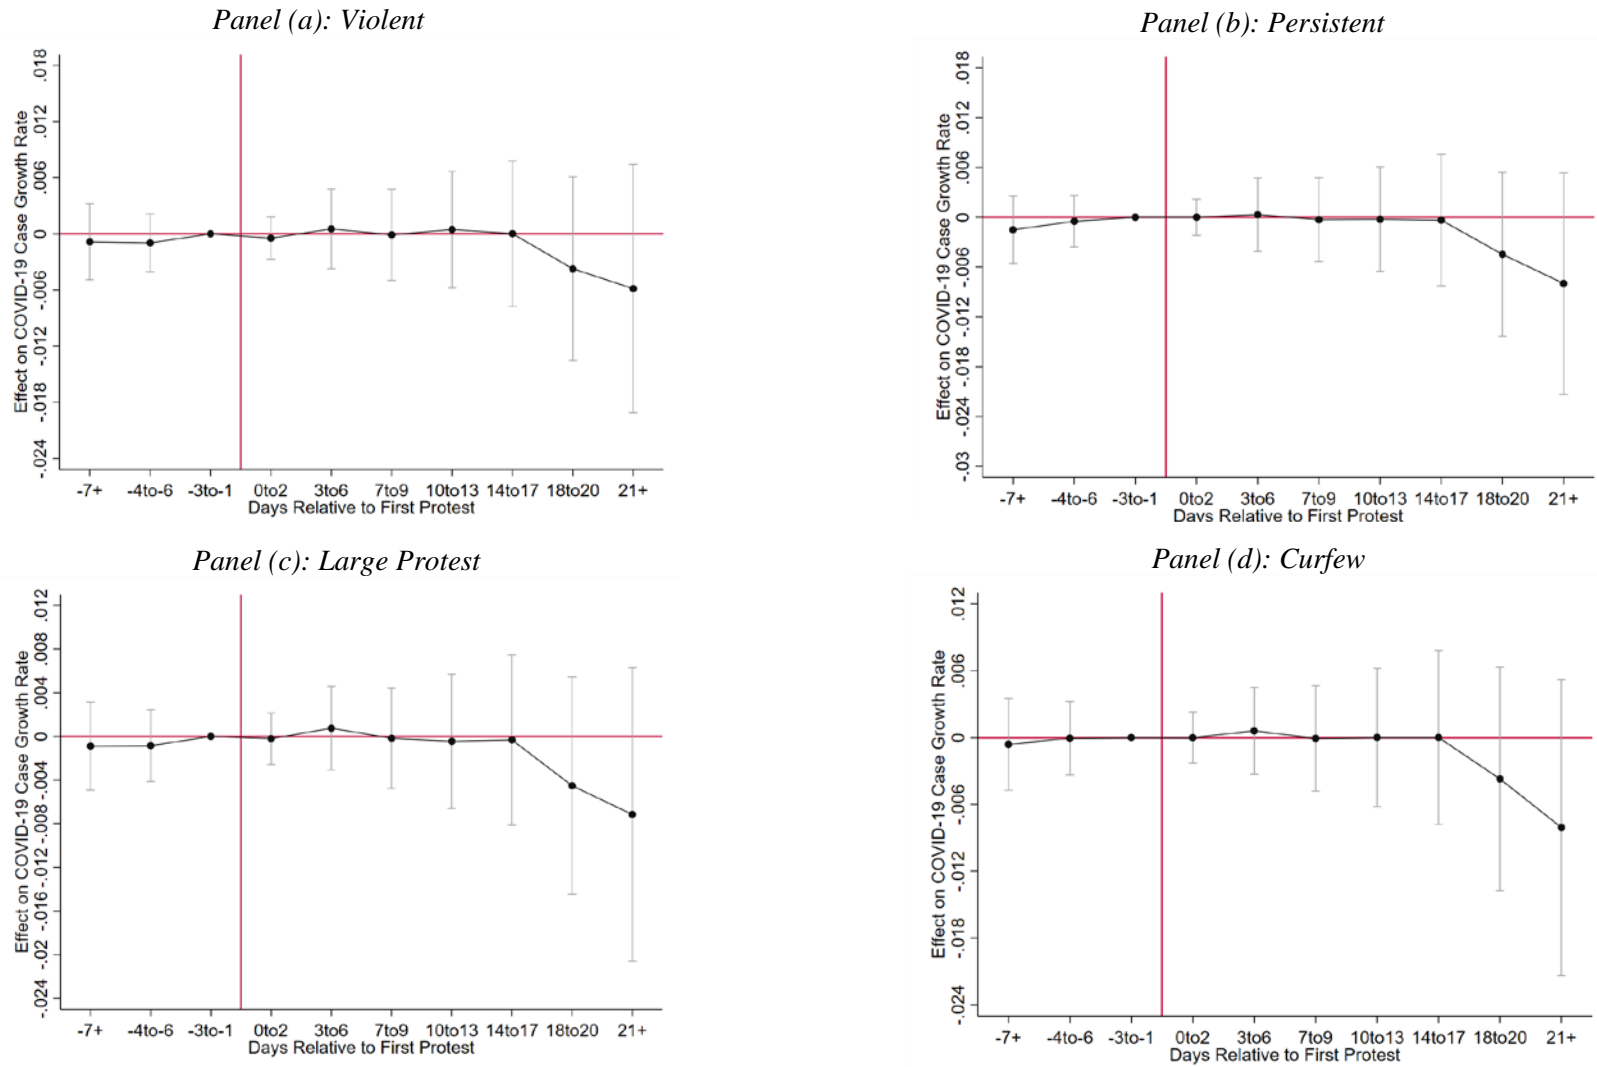 Panel (a): Violent
Effect on COVID-19 Case Growth Rate
.018
.012
.006
0
-.006
-.012
-.018
-.024
-7+ -4to-6 -3to-1 0to2 3to6 7to9 10to13 14to17 18to20 21+
Days Relative to First Protest
Panel (b): Persistent
Effect on COVID-19 Case Growth Rate
.018
.012
.006
0
-.006
-.012
-.018
-.024
-.03
-7+ -4to-6 -3to-1 0to2 3to6 7to9 10to13 14to17 18to20 21+
Days Relative to First Protest
Panel (c): Large Protest
Effect on COVID-19 Case Growth Rate
.012
.008
.004
0
-.004
-.008
-.012
-.016
-.02
-.024
-7+ -4to-6 -3to-1 0to2 3to6 7to9 10to13 14to17 18to20 21+
Days Relative to First Protest
Panel (d): Curfew
Effect on COVID-19 Case Growth Rate
.012
.006
0
-.006
-.012
-.018
-.024
-7+ -4to-6 -3to-1 0to2 3to6 7to9 10to13 14to17 18to20 21+
Days Relative to First Protest